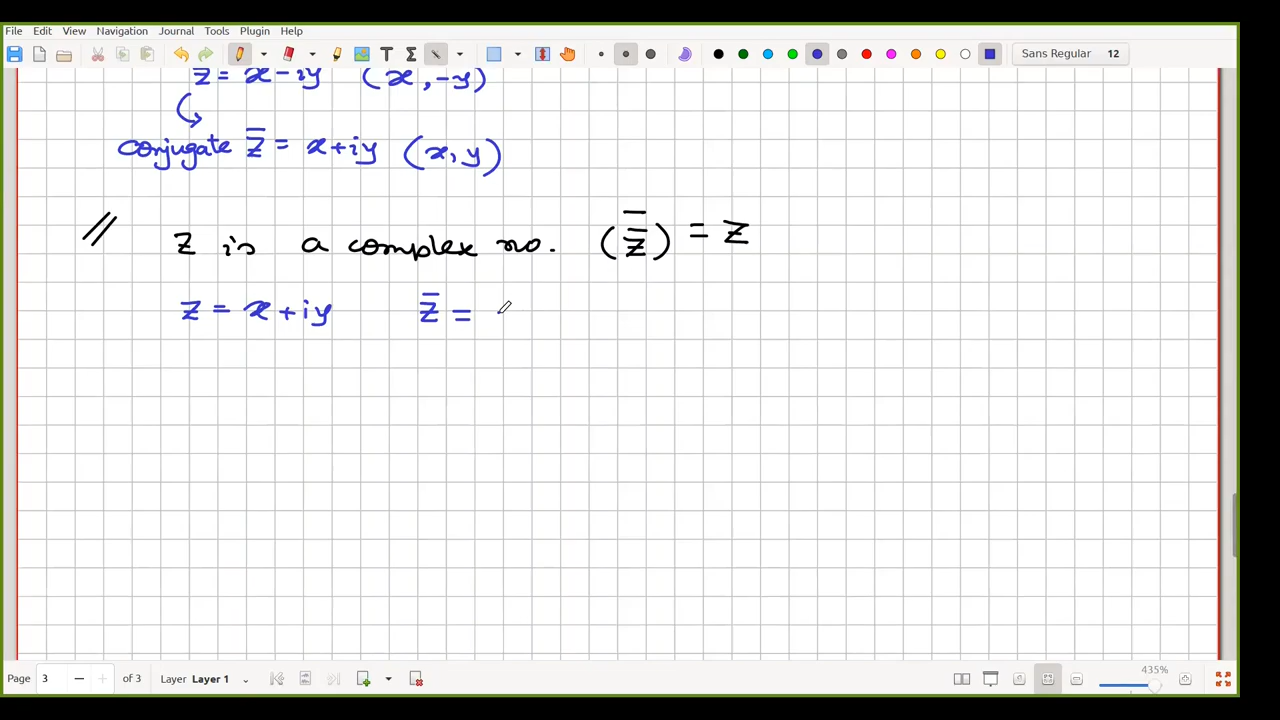 File Edit View Navigation Journal Tools Plugin Help
Sans Regular 12
z = x - iy (x, -y)
conjugate z̅ = x + iy (x, y)
// z is a complex no. (z̿) = z
z = x + iy z̅ =
Page 3 of 3 Layer Layer 1 435%